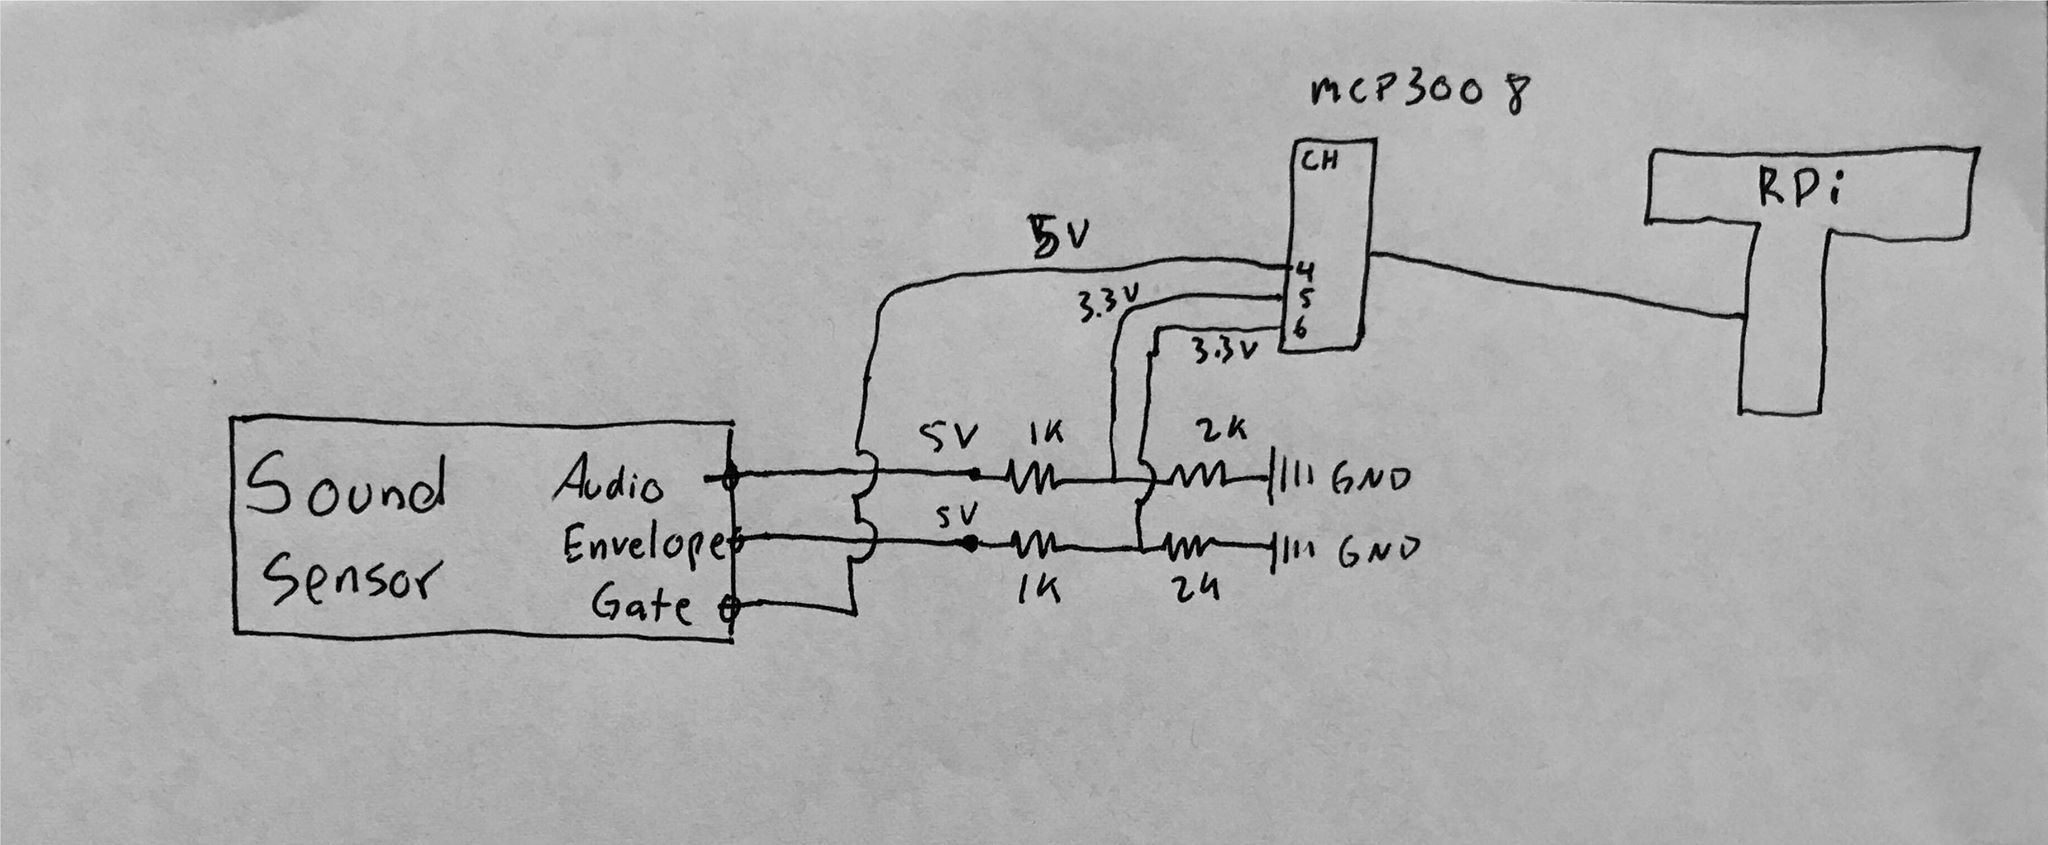 MCP3008
CH
RPi
5V
4
3.3V
5
6
3.3V
5V
1K
2K
Sound
Sensor
Audio
GND
5V
Envelope
GND
1K
2K
Gate